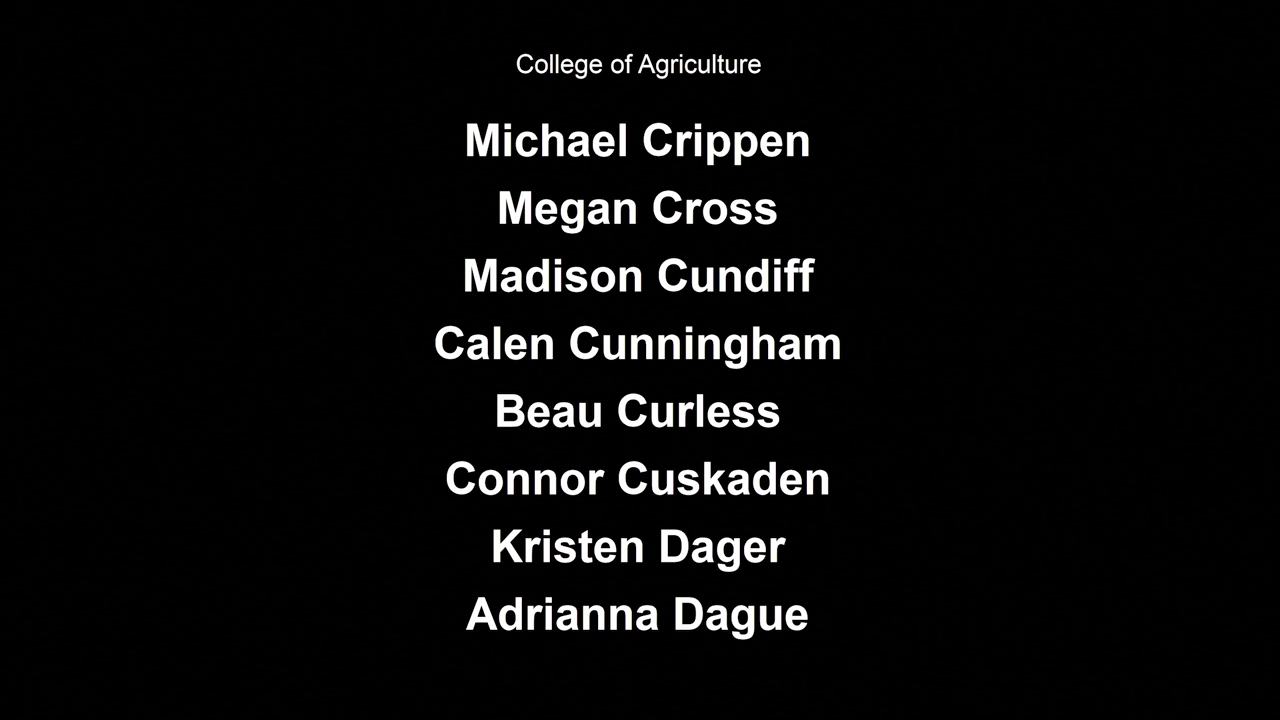 College of Agriculture
Michael Crippen
Megan Cross
Madison Cundiff
Calen Cunningham
Beau Curless
Connor Cuskaden
Kristen Dager
Adrianna Dague